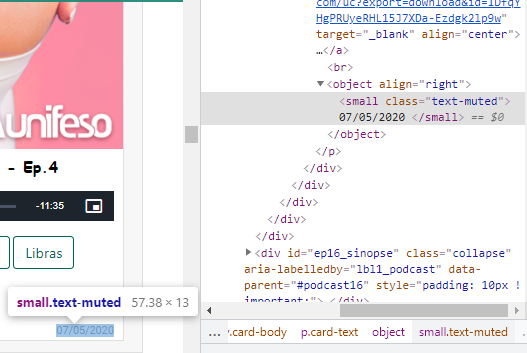 unifeso
- Ep.4
-11:35
Libras
small.text-muted 57.38 × 13
07/05/2020
com/uc?export=download&id=1DfqY
HgPRUyeRHL15J7XDa-Ezdgk2lp9w"
target="_blank" align="center">
…</a>
<br>
▼<object align="right">
<small class="text-muted">
07/05/2020 </small> == $0
</object>
</p>
</div>
</div>
</div>
</div>
▶<div id="ep16_sinopse" class="collapse"
aria-labelledby="lbl1_podcast" data-
parent="#podcast16" style="padding: 10px !
important;"> </div>
... v.card-body p.card-text object small.text-muted ...